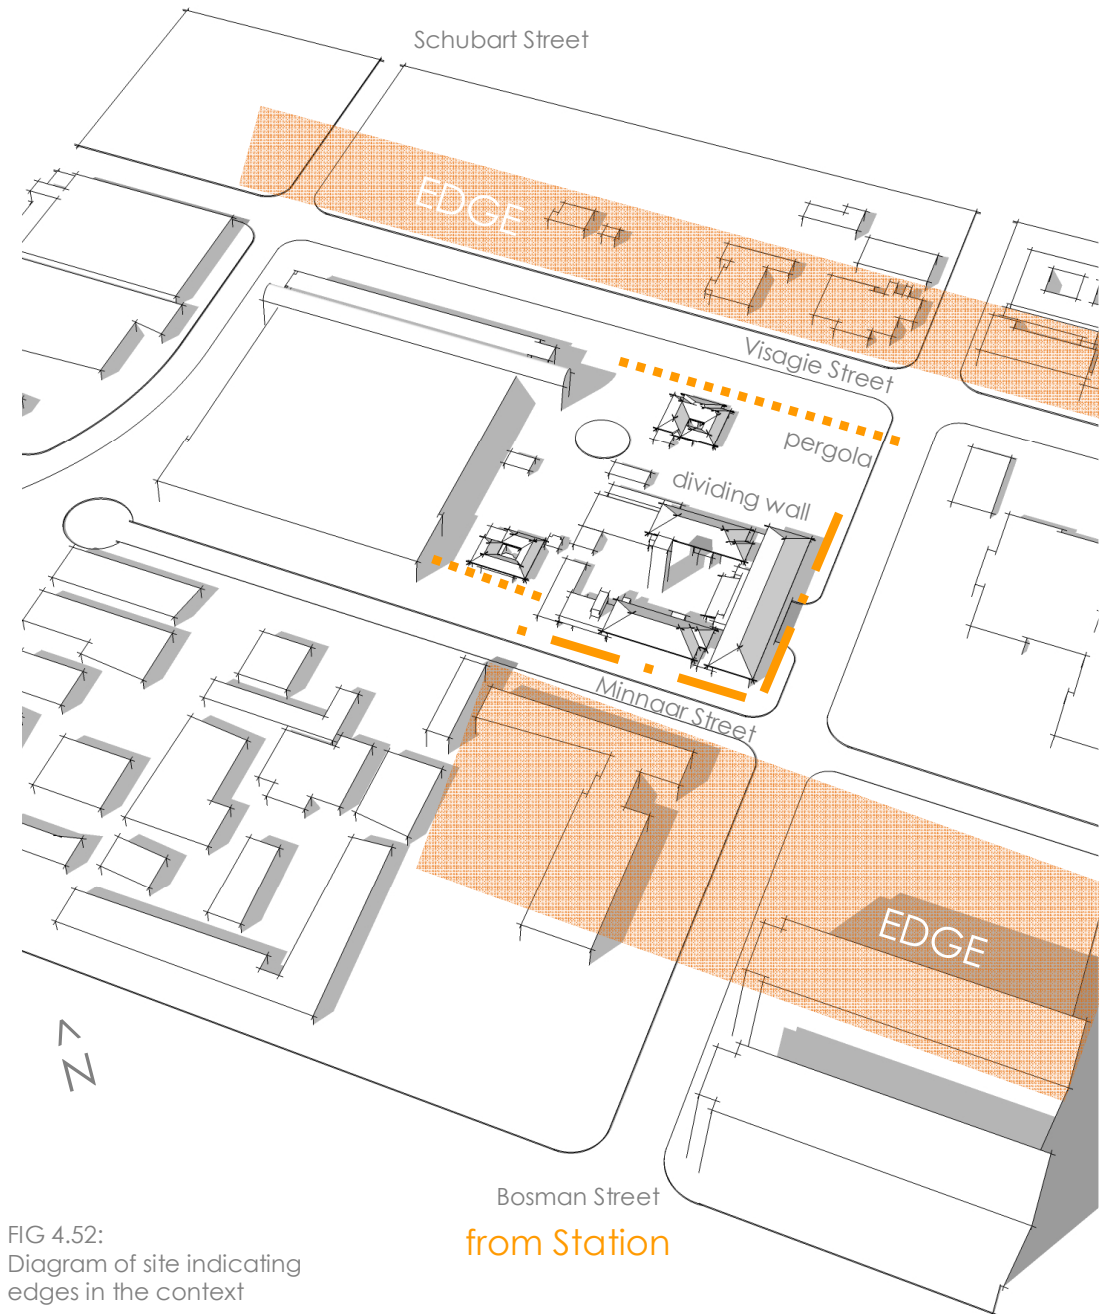 Schubart Street
EDGE
Visagie Street
pergola
dividing wall
Minnaar Street
EDGE
N
Bosman Street
from Station
FIG 4.52:
Diagram of site indicating
edges in the context